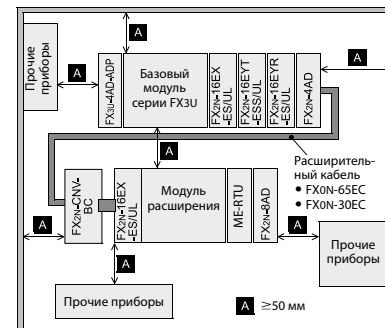 A
Прочие
приборы
A
FX3U-4AD-ADP
Базовый
модуль
серии FX3U
FX2N-16EX
-ES/UL
FX2N-16EYT
-ESS/UL
FX2N-16EYR
-ES/UL
FX2N-4AD
A
A
Расширитель-
ный кабель
• FX0N-65EC
• FX0N-30EC
A
FX2N-CNV-
BC
FX2N-16EX
-ES/UL
Модуль
расширения
ME-RTU
FX2N-8AD
A
Прочие
приборы
A
Прочие приборы
A ≥50 мм